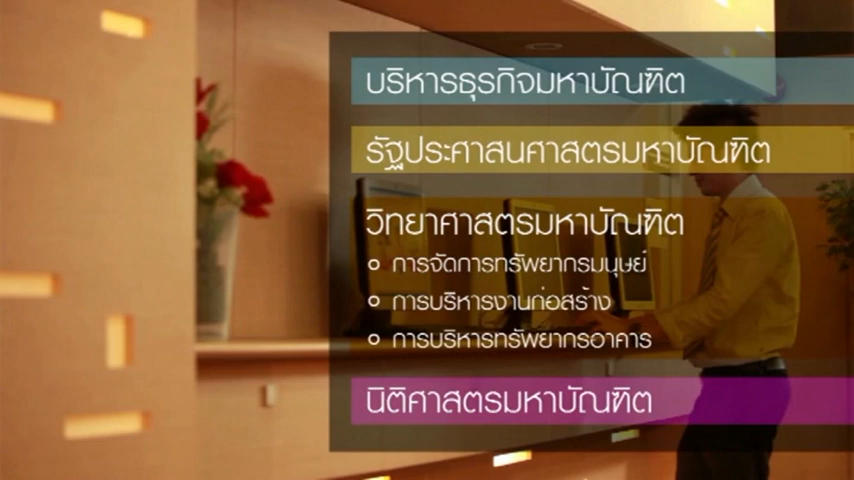 บริหารธุรกิจมหาบัณฑิต
รัฐประศาสนศาสตรมหาบัณฑิต
วิทยาศาสตรมหาบัณฑิต
การจัดการทรัพยากรมนุษย์
การบริหารงานก่อสร้าง
การบริหารทรัพยากรอาคาร
นิติศาสตรมหาบัณฑิต